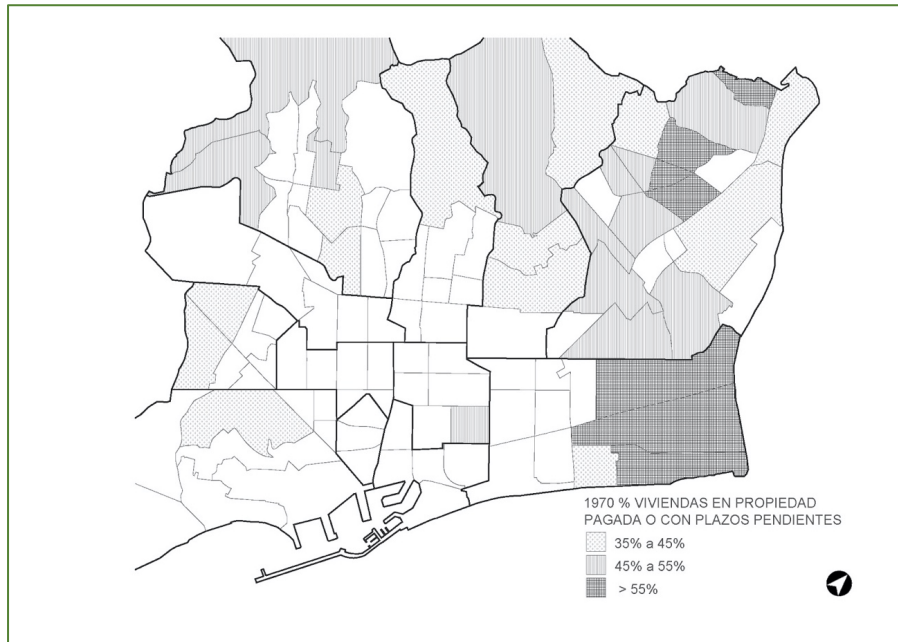 1970 % VIVIENDAS EN PROPIEDAD
PAGADA O CON PLAZOS PENDIENTES
35% a 45%
45% a 55%
> 55%